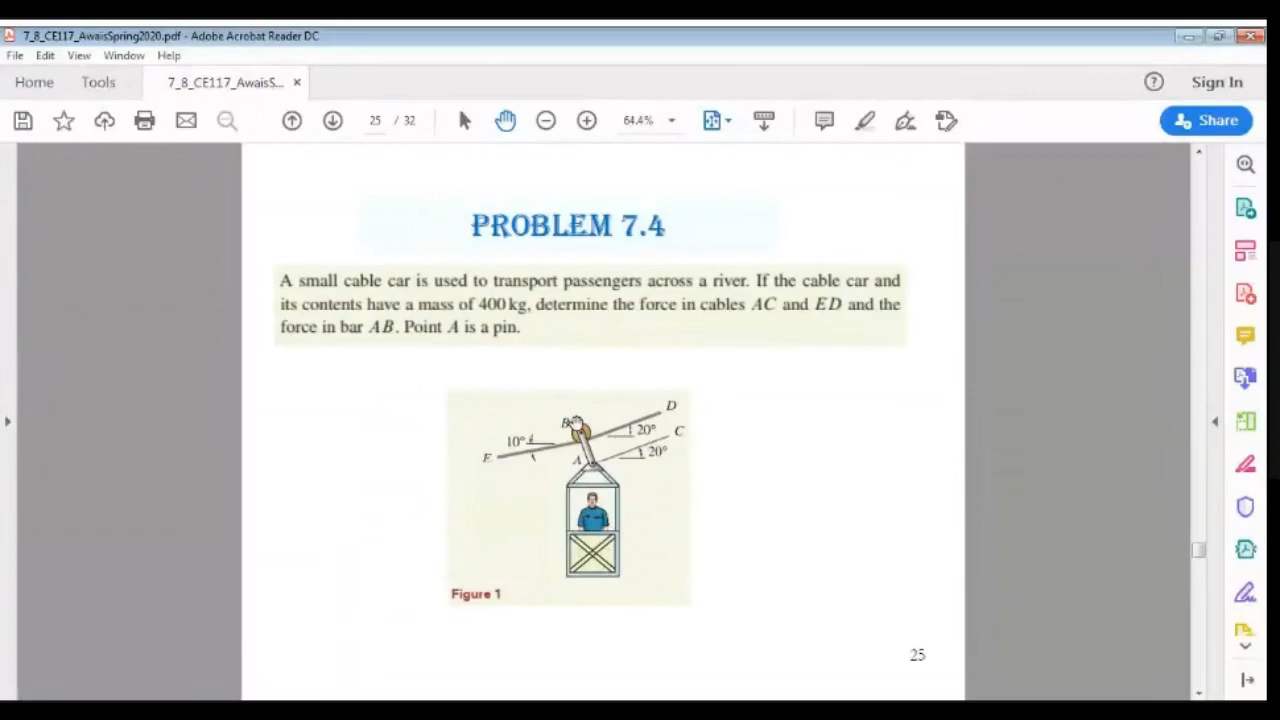 7_8_CE117_AwaisSpring2020.pdf - Adobe Acrobat Reader DC
File Edit View Window Help
Home Tools 7_8_CE117_AwaisS... ×
? Sign In
25 / 32 64.4% Share
PROBLEM 7.4
A small cable car is used to transport passengers across a river. If the cable car and
its contents have a mass of 400 kg, determine the force in cables AC and ED and the
force in bar AB. Point A is a pin.
D
B
20°
C
10°
20°
E
A
Figure 1
25